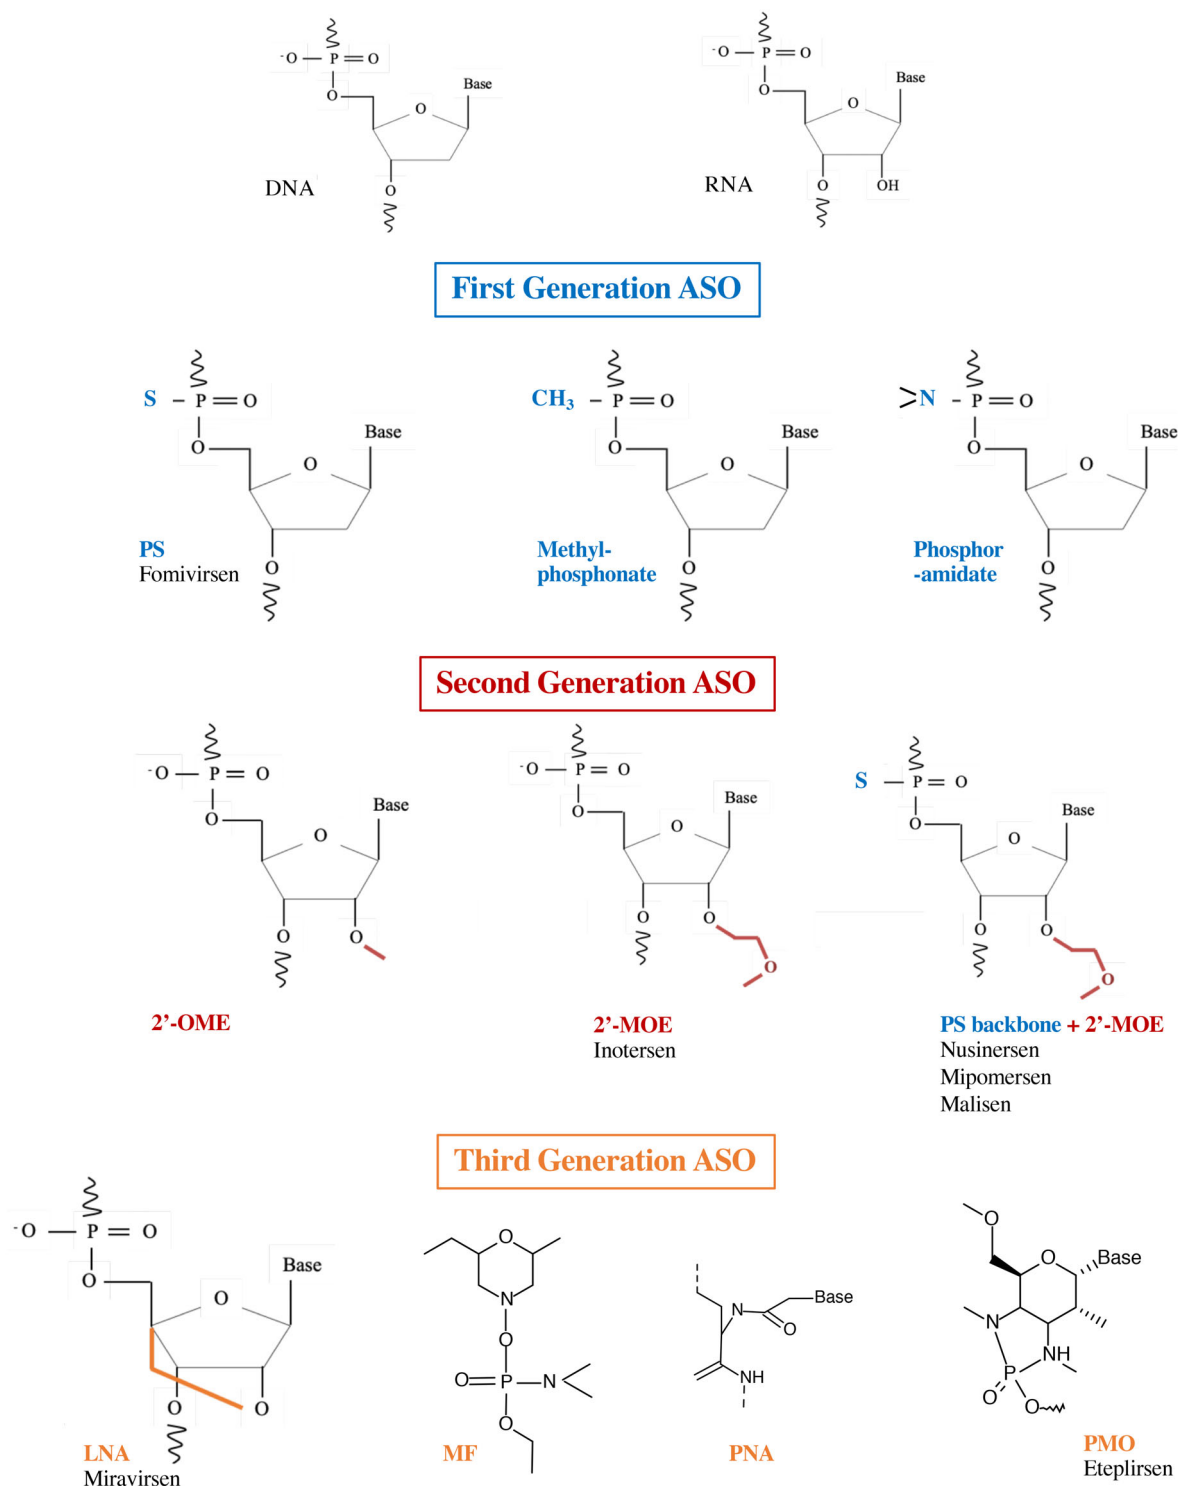 -O P O
O
O
Base
O
DNA
-O P O
O
O
Base
O OH
RNA
First Generation ASO
S P O
O
O
Base
O
PS
Fomivirsen
CH3 P O
O
O
Base
O
Methyl-
phosphonate
>N P O
O
O
Base
O
Phosphor
-amidate
Second Generation ASO
-O P O
O
O
Base
O O
2’-OME
-O P O
O
O
Base
O O
O
2’-MOE
Inotersen
S P O
O
O
Base
O O
O
PS backbone + 2’-MOE
Nusinersen
Mipomersen
Malisen
Third Generation ASO
-O P O
O
O
Base
O O
LNA
Miravirsen
O
N
O
O P N
O
MF
N Base
O
NH
PNA
O
O Base
N
NH
P
O O
PMO
Eteplirsen